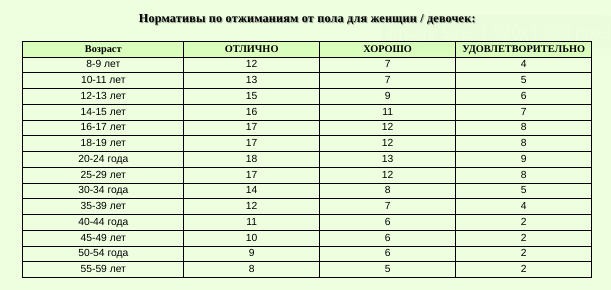 Нормативы по отжиманиям от пола для женщин / девочек:
Возраст ОТЛИЧНО ХОРОШО УДОВЛЕТВОРИТЕЛЬНО
8-9 лет 12 7 4
10-11 лет 13 7 5
12-13 лет 15 9 6
14-15 лет 16 11 7
16-17 лет 17 12 8
18-19 лет 17 12 8
20-24 года 18 13 9
25-29 лет 17 12 8
30-34 года 14 8 5
35-39 лет 12 7 4
40-44 года 11 6 2
45-49 лет 10 6 2
50-54 года 9 6 2
55-59 лет 8 5 2